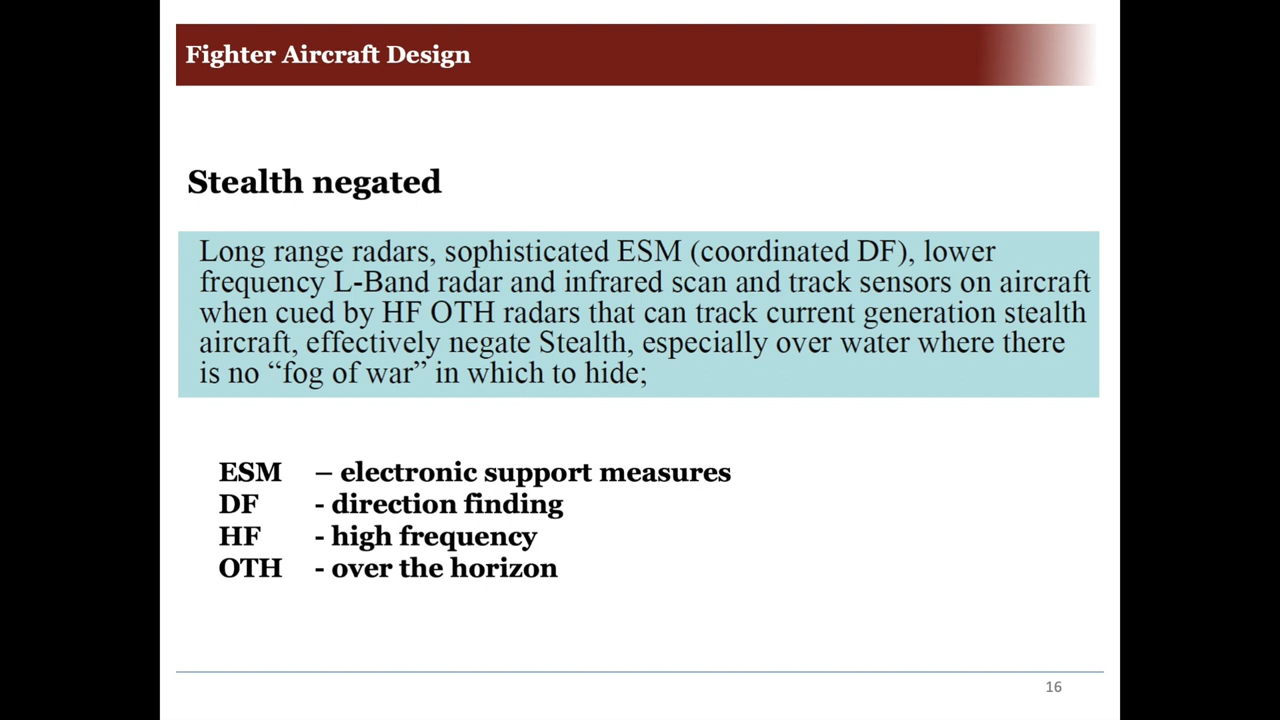 Fighter Aircraft Design
Stealth negated
Long range radars, sophisticated ESM (coordinated DF), lower
frequency L-Band radar and infrared scan and track sensors on aircraft
when cued by HF OTH radars that can track current generation stealth
aircraft, effectively negate Stealth, especially over water where there
is no “fog of war” in which to hide;
ESM – electronic support measures
DF - direction finding
HF - high frequency
OTH - over the horizon
16